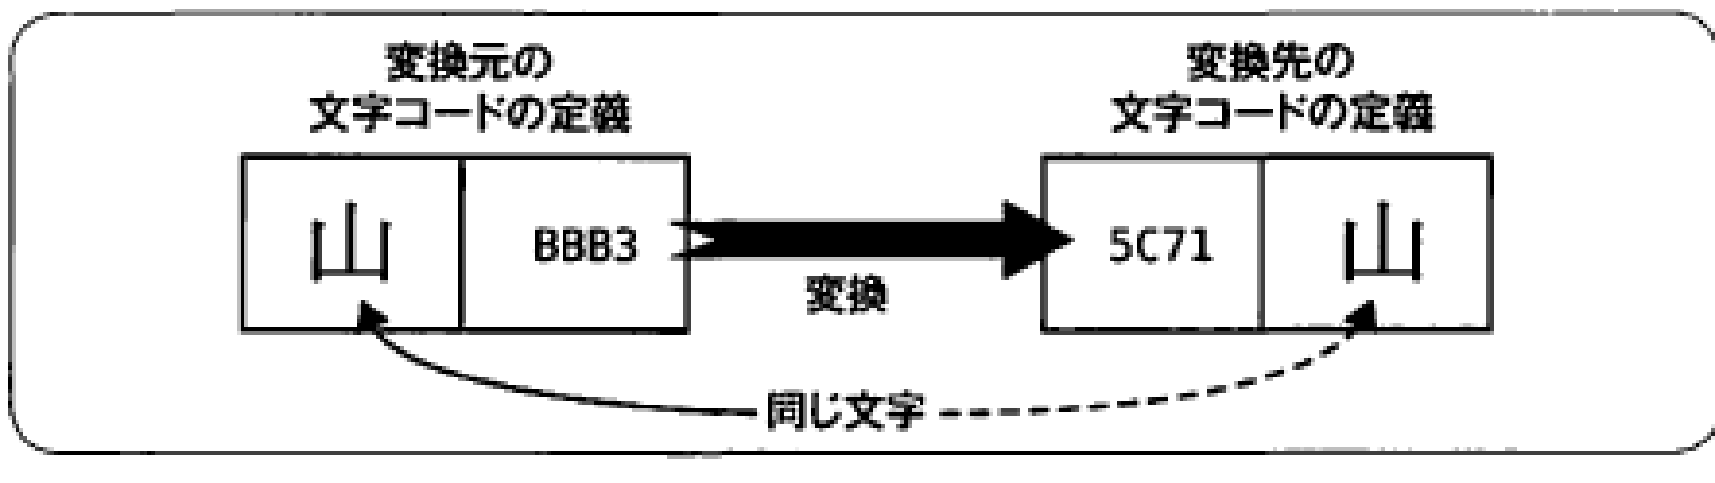 変換元の
文字コードの定義
変換先の
文字コードの定義
山 BBB3
変換
5C71 山
同じ文字